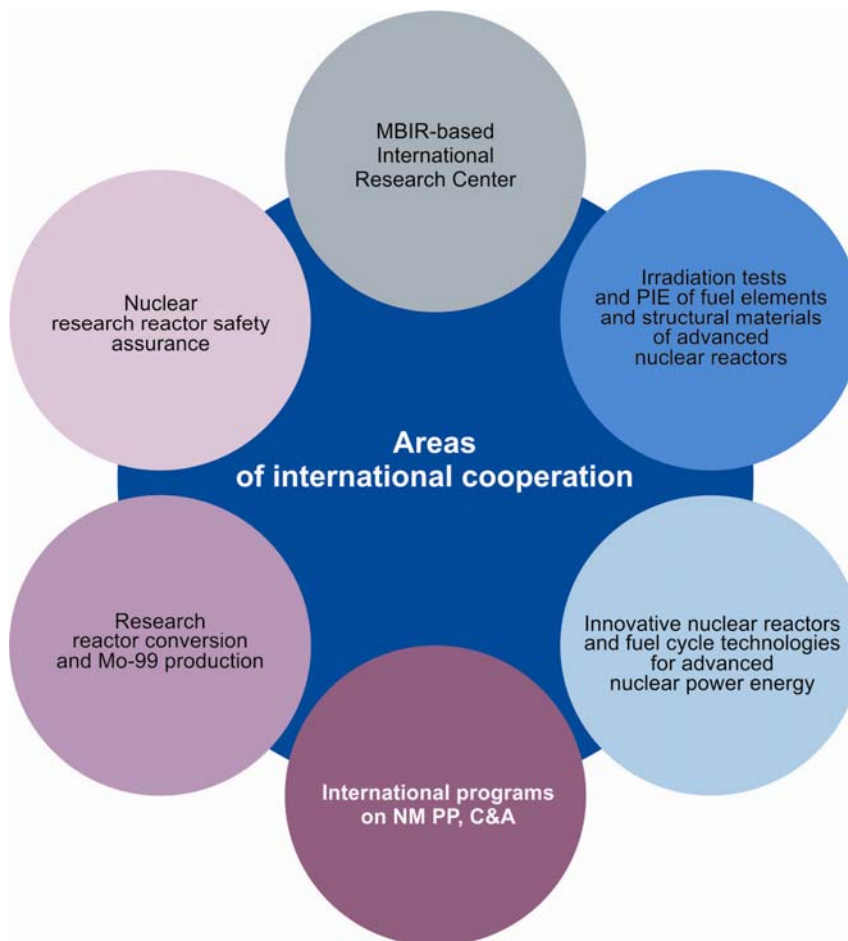 MBIR-based
International
Research Center
Nuclear
research reactor safety
assurance
Irradiation tests
and PIE of fuel elements
and structural materials
of advanced
nuclear reactors
Areas
of international cooperation
Research
reactor conversion
and Mo-99 production
Innovative nuclear reactors
and fuel cycle technologies
for advanced
nuclear power energy
International programs
on NM PP, C&A